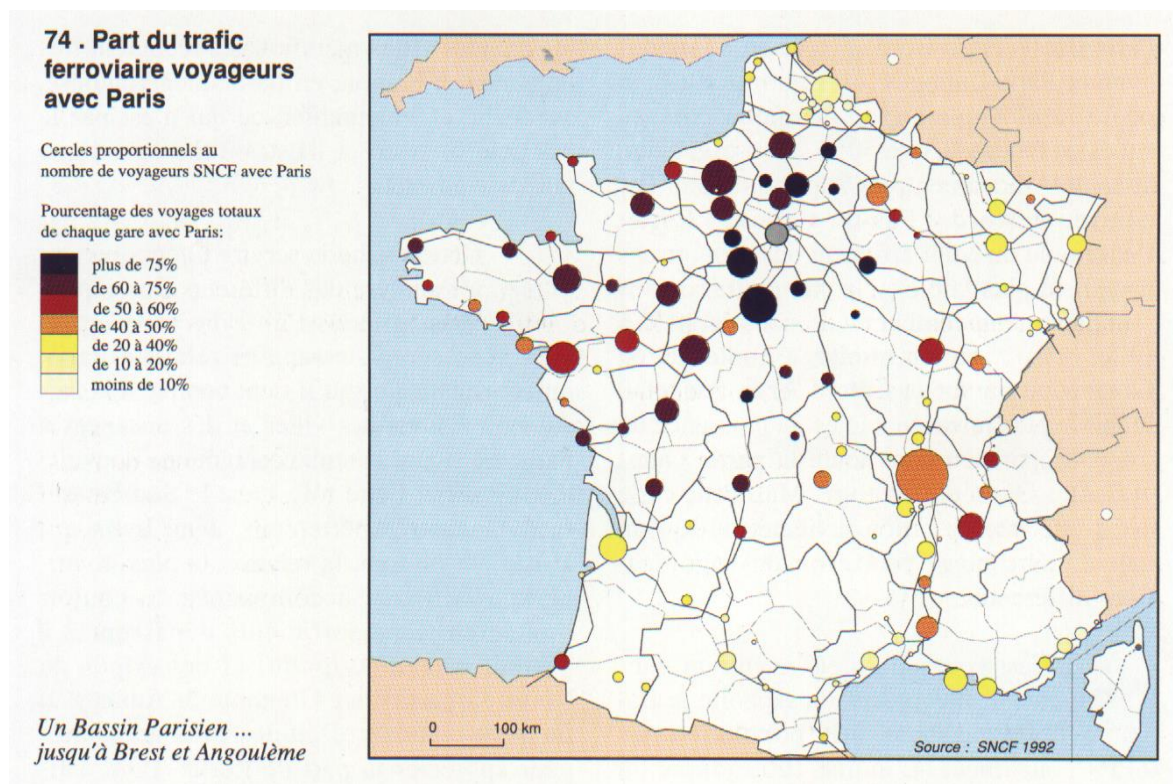 74 . Part du trafic
ferroviaire voyageurs
avec Paris
Cercles proportionnels au
nombre de voyageurs SNCF avec Paris
Pourcentage des voyages totaux
de chaque gare avec Paris:
plus de 75%
de 60 à 75%
de 50 à 60%
de 40 à 50%
de 20 à 40%
de 10 à 20%
moins de 10%
Un Bassin Parisien ...
jusqu'à Brest et Angoulème
0 100 km
Source : SNCF 1992